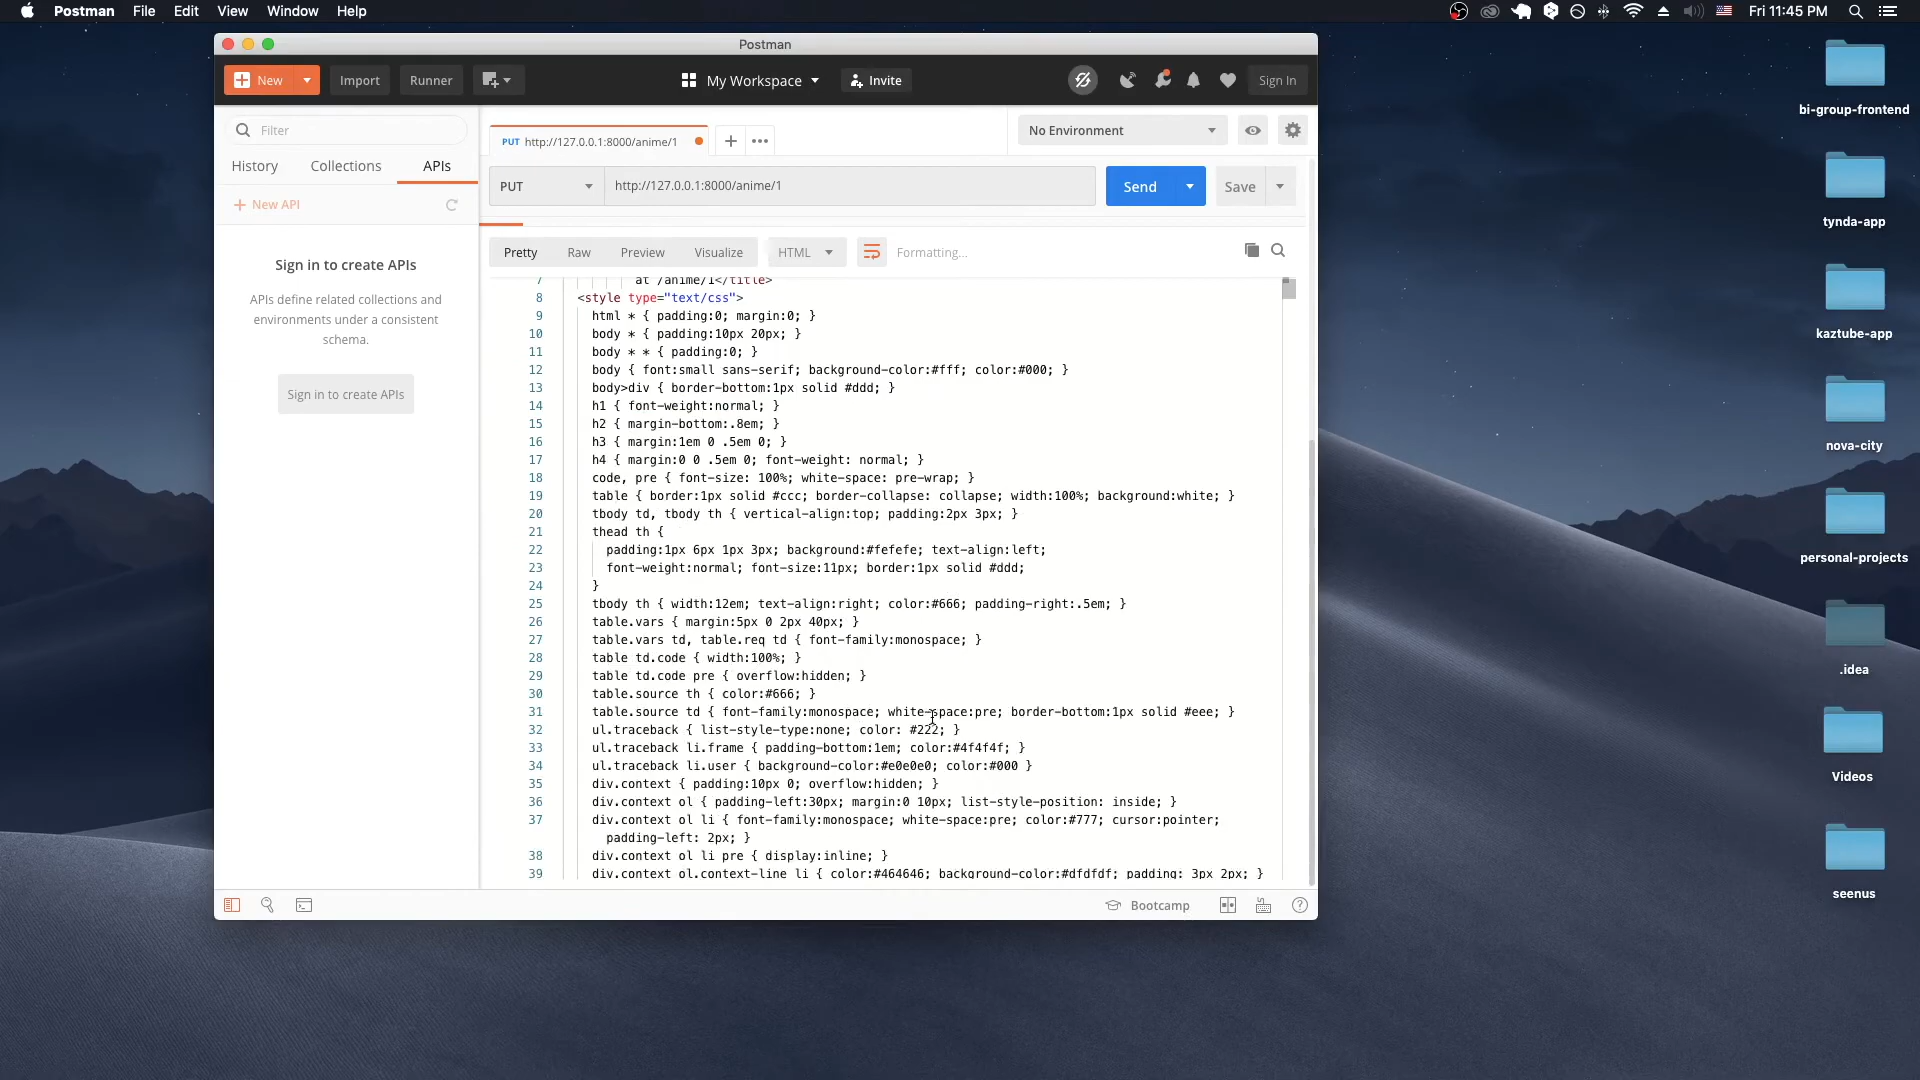 Postman File Edit View Window Help
Fri 11:45 PM
Postman
New Import Runner
My Workspace
Invite
Sign In
Filter
History Collections APIs
New API
Sign in to create APIs
APIs define related collections and
environments under a consistent
schema.
Sign in to create APIs
PUT http://127.0.0.1:8000/anime/1
No Environment
PUT
http://127.0.0.1:8000/anime/1
Send
Save
Pretty Raw Preview Visualize HTML Formatting...
7 at /anime/1</title>
8 <style type="text/css">
9 html * { padding:0; margin:0; }
10 body * { padding:10px 20px; }
11 body * * { padding:0; }
12 body { font:small sans-serif; background-color:#fff; color:#000; }
13 body>div { border-bottom:1px solid #ddd; }
14 h1 { font-weight:normal; }
15 h2 { margin-bottom:.8em; }
16 h3 { margin:1em 0 .5em 0; }
17 h4 { margin:0 0 .5em 0; font-weight: normal; }
18 code, pre { font-size: 100%; white-space: pre-wrap; }
19 table { border:1px solid #ccc; border-collapse: collapse; width:100%; background:white; }
20 tbody td, tbody th { vertical-align:top; padding:2px 3px; }
21 thead th {
22 padding:1px 6px 1px 3px; background:#fefefe; text-align:left;
23 font-weight:normal; font-size:11px; border:1px solid #ddd;
24 }
25 tbody th { width:12em; text-align:right; color:#666; padding-right:.5em; }
26 table.vars { margin:5px 0 2px 40px; }
27 table.vars td, table.req td { font-family:monospace; }
28 table td.code { width:100%; }
29 table td.code pre { overflow:hidden; }
30 table.source th { color:#666; }
31 table.source td { font-family:monospace; white-space:pre; border-bottom:1px solid #eee; }
32 ul.traceback { list-style-type:none; color: #222; }
33 ul.traceback li.frame { padding-bottom:1em; color:#4f4f4f; }
34 ul.traceback li.user { background-color:#e0e0e0; color:#000 }
35 div.context { padding:10px 0; overflow:hidden; }
36 div.context ol { padding-left:30px; margin:0 10px; list-style-position: inside; }
37 div.context ol li { font-family:monospace; white-space:pre; color:#777; cursor:pointer;
padding-left: 2px; }
38 div.context ol li pre { display:inline; }
39 div.context ol.context-line li { color:#464646; background-color:#dfdfdf; padding: 3px 2px; }
Bootcamp
bi-group-frontend
tynda-app
kaztube-app
nova-city
personal-projects
.idea
Videos
seenus